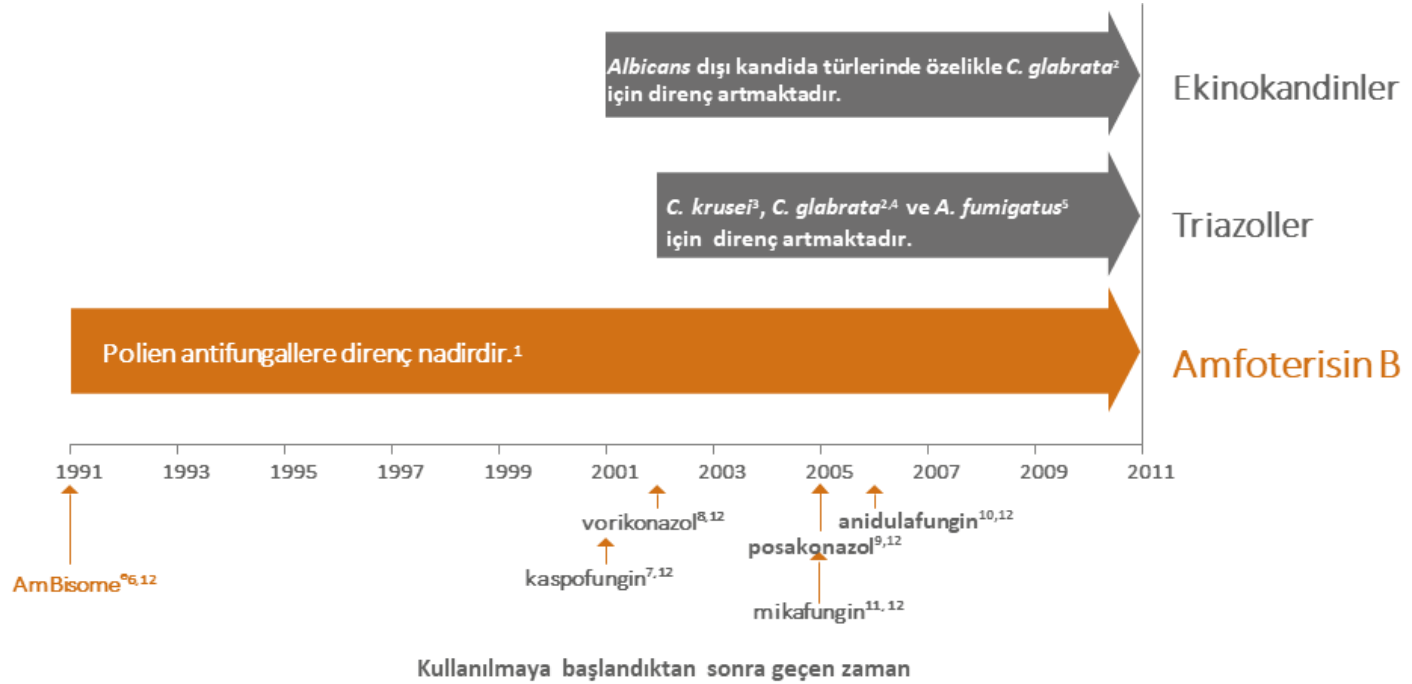 Albicans dışı kandida türlerinde özelikle C. glabrata²
için direnç artmaktadır.
Ekinokandinler
C. krusei³, C. glabrata²,⁴ ve A. fumigatus⁵
için direnç artmaktadır.
Triazoller
Polien antifungallere direnç nadirdir.¹
Amfoterisin B
1991 1993 1995 1997 1999 2001 2003 2005 2007 2009 2011
vorikonazol⁸,¹²
anidulafungin¹⁰,¹²
posakonazol⁹,¹²
AmBisome®⁶,¹²
kaspofungin⁷,¹²
mikafungin¹¹, ¹²
Kullanılmaya başlandıktan sonra geçen zaman